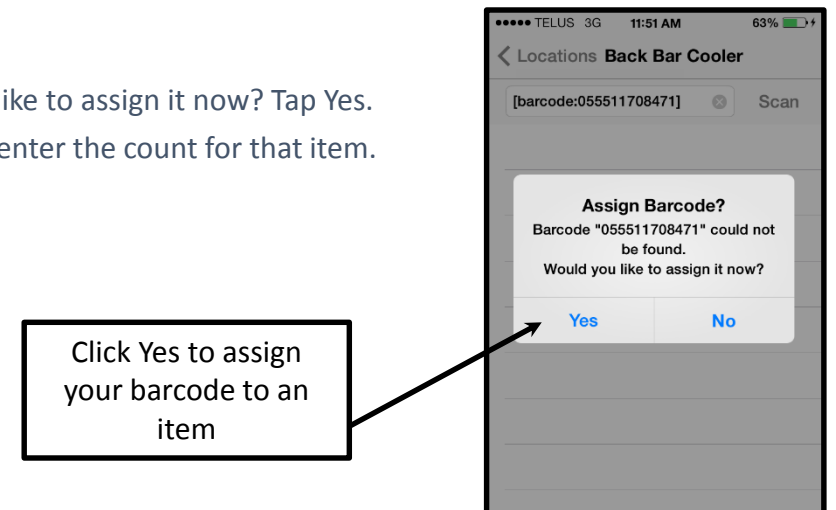 TELUS 3G 11:51 AM 63%
Locations Back Bar Cooler
like to assign it now? Tap Yes.
[barcode:055511708471] Scan
enter the count for that item.
Assign Barcode?
Barcode "055511708471" could not
be found.
Would you like to assign it now?
Yes No
Click Yes to assign
your barcode to an
item